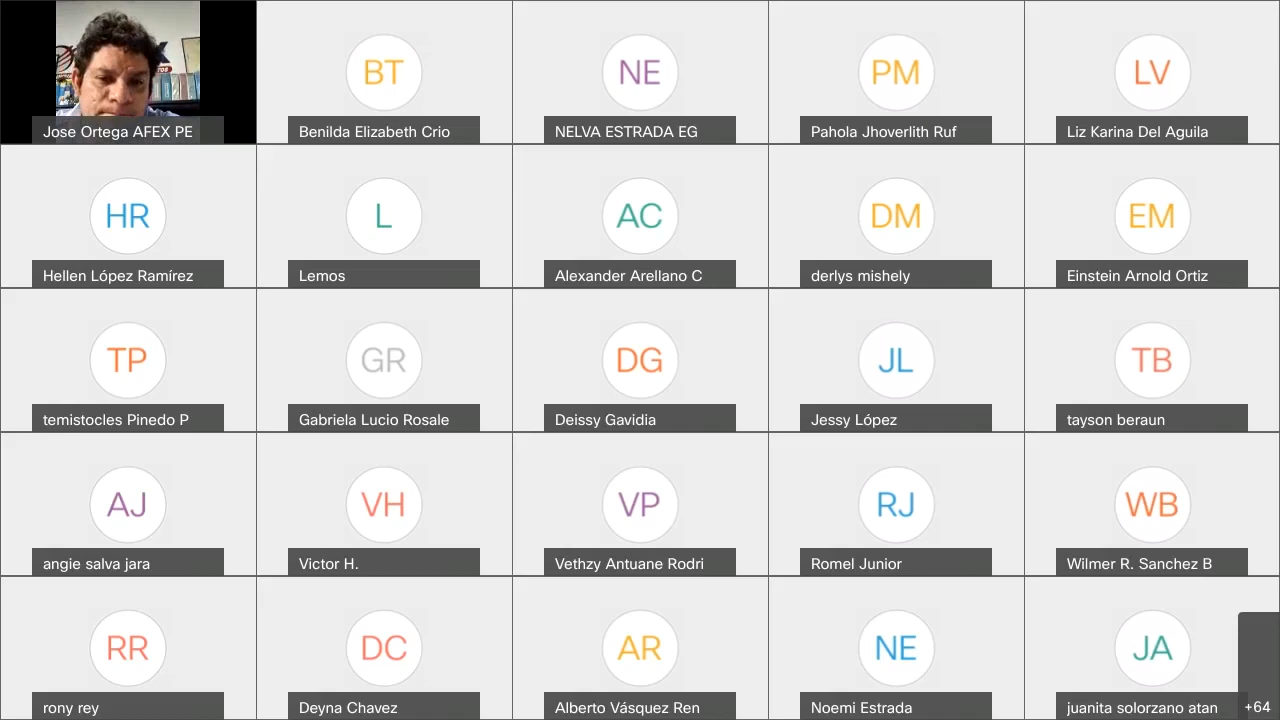 Jose Ortega AFEX PE
BT
Benilda Elizabeth Crio
NE
NELVA ESTRADA EG
PM
Pahola Jhoverlith Ruf
LV
Liz Karina Del Aguila
HR
Hellen López Ramírez
L
Lemos
AC
Alexander Arellano C
DM
derlys mishely
EM
Einstein Arnold Ortiz
TP
temistocles Pinedo P
GR
Gabriela Lucio Rosale
DG
Deissy Gavidia
JL
Jessy López
TB
tayson beraun
AJ
angie salva jara
VH
Victor H.
VP
Vethzy Antuane Rodri
RJ
Romel Junior
WB
Wilmer R. Sanchez B
RR
rony rey
DC
Deyna Chavez
AR
Alberto Vásquez Ren
NE
Noemi Estrada
JA
juanita solorzano atan
+64